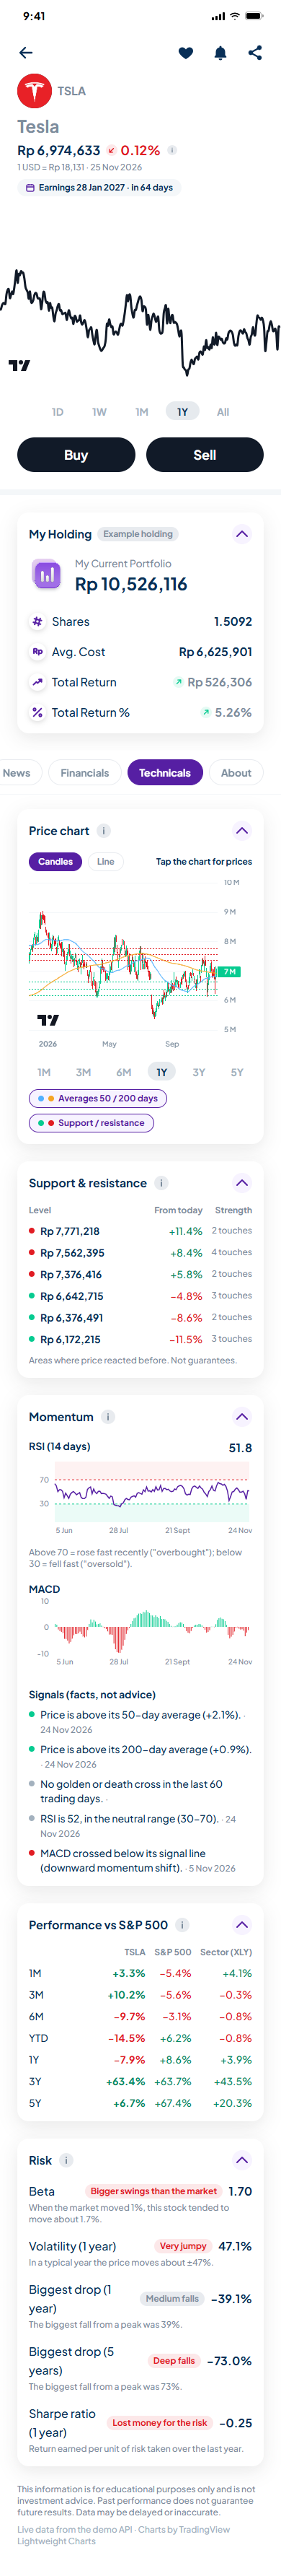 9:41
TSLA
Tesla
Rp 6,974,633 0.12% i
1 USD = Rp 18,131 · 25 Nov 2026
Earnings 28 Jan 2027 · in 64 days
1D 1W 1M 1Y All
Buy Sell
My Holding Example holding
My Current Portfolio
Rp 10,526,116
Shares 1.5092
Rp Avg. Cost Rp 6,625,901
Total Return Rp 526,306
Total Return % 5.26%
News Financials Technicals About
Price chart i
Candles Line Tap the chart for prices
10 M
9 M
8 M
7 M
6 M
5 M
2026 May Sep
1M 3M 6M 1Y 3Y 5Y
Averages 50 / 200 days
Support / resistance
Support & resistance i
Level From today Strength
Rp 7,771,218 +11.4% 2 touches
Rp 7,562,395 +8.4% 4 touches
Rp 7,376,416 +5.8% 2 touches
Rp 6,642,715 −4.8% 3 touches
Rp 6,376,491 −8.6% 2 touches
Rp 6,172,215 −11.5% 3 touches
Areas where price reacted before. Not guarantees.
Momentum i
RSI (14 days) 51.8
70
30
5 Jun 28 Jul 21 Sept 24 Nov
Above 70 = rose fast recently ("overbought"); below
30 = fell fast ("oversold").
MACD
10
0
-10
5 Jun 28 Jul 21 Sept 24 Nov
Signals (facts, not advice)
Price is above its 50-day average (+2.1%). ·
24 Nov 2026
Price is above its 200-day average (+0.9%).
· 24 Nov 2026
No golden or death cross in the last 60
trading days. ·
RSI is 52, in the neutral range (30–70). · 24
Nov 2026
MACD crossed below its signal line
(downward momentum shift). · 5 Nov 2026
Performance vs S&P 500 i
TSLA S&P 500 Sector (XLY)
1M +3.3% −5.4% +4.1%
3M +10.2% −5.6% −0.3%
6M −9.7% −3.1% −0.8%
YTD −14.5% +6.2% −0.8%
1Y −7.9% +8.6% +3.9%
3Y +63.4% +63.7% +43.5%
5Y +6.7% +67.4% +20.3%
Risk i
Beta Bigger swings than the market 1.70
When the market moved 1%, this stock tended to
move about 1.7%.
Volatility (1 year) Very jumpy 47.1%
In a typical year the price moves about ±47%.
Biggest drop (1
year) Medium falls −39.1%
The biggest fall from a peak was 39%.
Biggest drop (5
years) Deep falls −73.0%
The biggest fall from a peak was 73%.
Sharpe ratio
(1 year) Lost money for the risk −0.25
Return earned per unit of risk taken over the last year.
This information is for educational purposes only and is not
investment advice. Past performance does not guarantee
future results. Data may be delayed or inaccurate.
Live data from the demo API · Charts by TradingView
Lightweight Charts